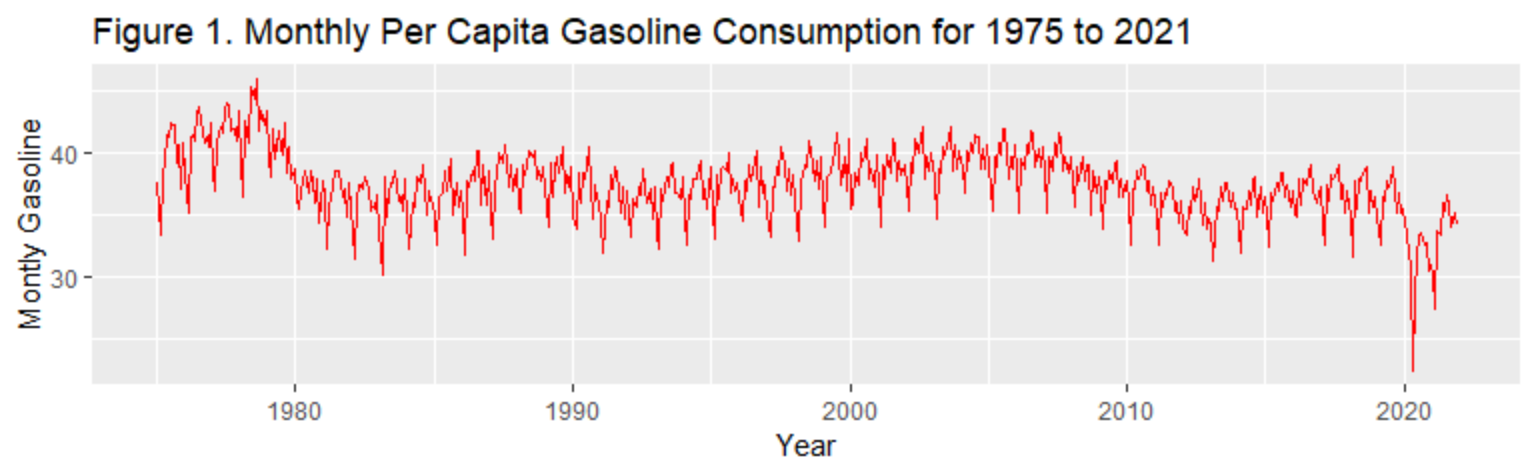 Figure 1. Monthly Per Capita Gasoline Consumption for 1975 to 2021
Montly Gasoline
40
30
1980 1990 2000 2010 2020
Year